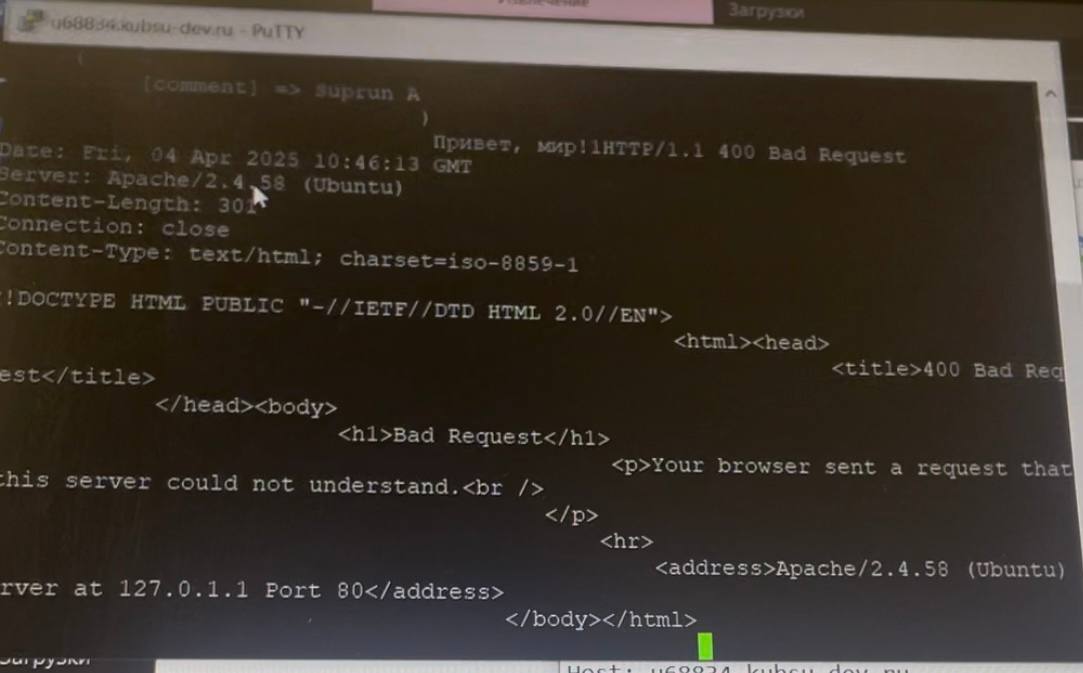 Загрузки
u68834.kubsu-dev.ru - PuTTY
(
[comment] => Suprun A
)
Привет, мир!1HTTP/1.1 400 Bad Request
Date: Fri, 04 Apr 2025 10:46:13 GMT
Server: Apache/2.4.58 (Ubuntu)
Content-Length: 301
Connection: close
Content-Type: text/html; charset=iso-8859-1
!DOCTYPE HTML PUBLIC "-//IETF//DTD HTML 2.0//EN">
<html><head>
<title>400 Bad Req
est</title>
</head><body>
<h1>Bad Request</h1>
<p>Your browser sent a request that
this server could not understand.<br />
</p>
<hr>
<address>Apache/2.4.58 (Ubuntu)
rver at 127.0.1.1 Port 80</address>
</body></html>
Загрузки
Host: u68834.kubsu-dev.ru